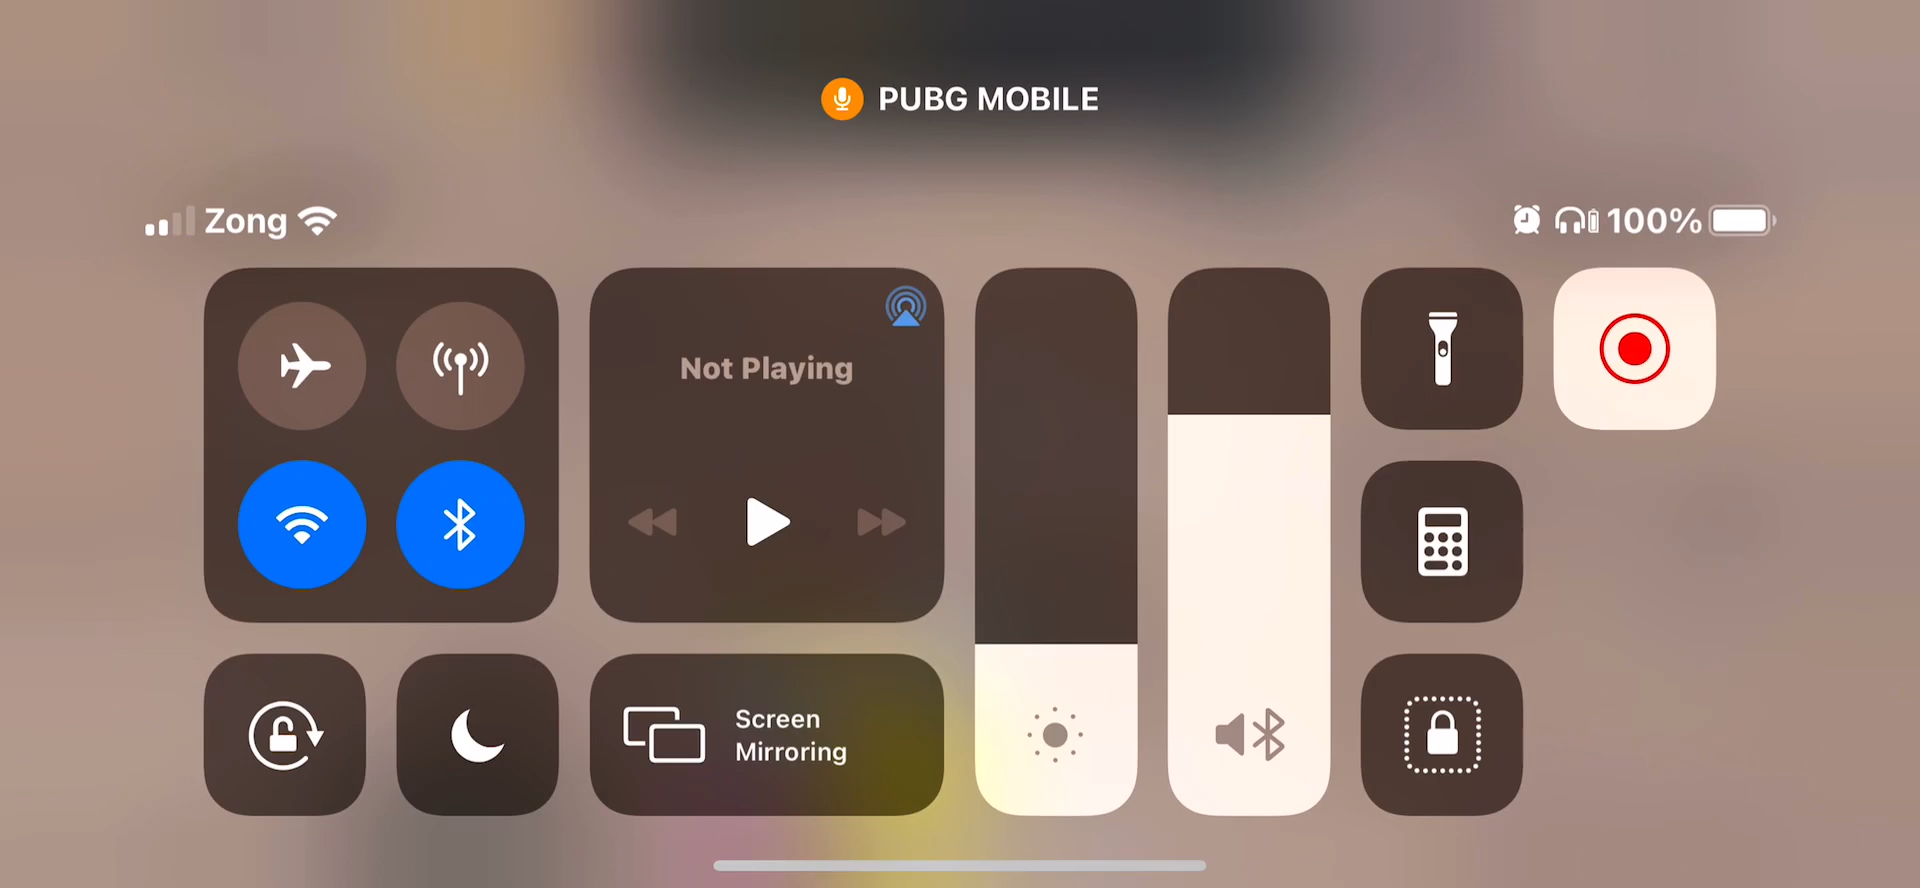 PUBG MOBILE
Zong
100%
Not Playing
Screen
Mirroring